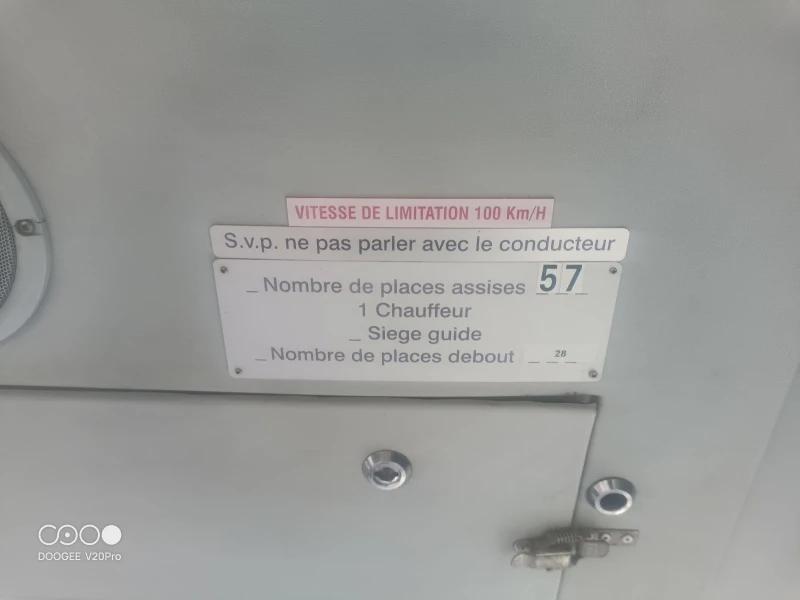 VITESSE DE LIMITATION 100 Km/H
S.v.p. ne pas parler avec le conducteur
_ Nombre de places assises 57
1 Chauffeur
_ Siege guide
_ Nombre de places debout _ 28 _
DOOGEE V20Pro